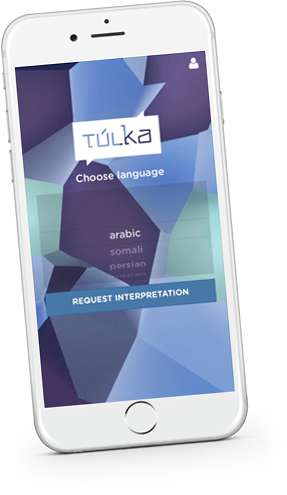 TÚLKA
Choose language
arabic
somali
persian
REQUEST INTERPRETATION